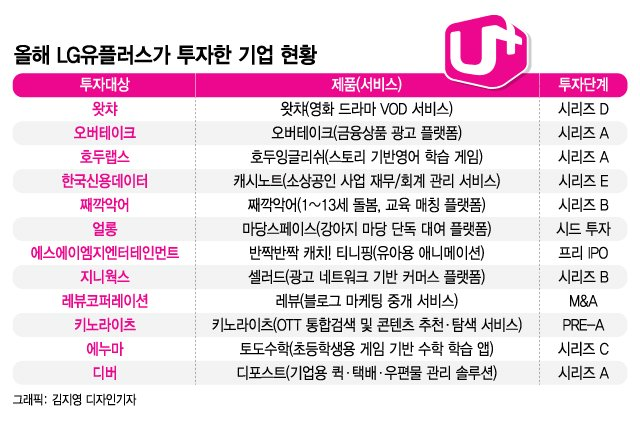 올해 LG유플러스가 투자한 기업 현황
U+
투자대상 제품(서비스) 투자단계
왓챠 왓챠(영화 드라마 VOD 서비스) 시리즈 D
오버테이크 오버테이크(금융상품 광고 플랫폼) 시리즈 A
호두랩스 호두잉글리쉬(스토리 기반영어 학습 게임) 시리즈 A
한국신용데이터 캐시노트(소상공인 사업 재무/회계 관리 서비스) 시리즈 E
째깍악어 째깍악어(1~13세 돌봄, 교육 매칭 플랫폼) 시리즈 B
얼룽 마당스페이스(강아지 마당 단독 대여 플랫폼) 시드 투자
에스에이엠지엔터테인먼트 반짝반짝 캐치! 티니핑(유아용 애니메이션) 프리 IPO
지니웍스 셀러드(광고 네트워크 기반 커머스 플랫폼) 시리즈 B
레뷰코퍼레이션 레뷰(블로그 마케팅 중개 서비스) M&A
키노라이츠 키노라이츠(OTT 통합검색 및 콘텐츠 추천·탐색 서비스) PRE-A
에누마 토도수학(초등학생용 게임 기반 수학 학습 앱) 시리즈 C
디버 디포스트(기업용 퀵·택배·우편물 관리 솔루션) 시리즈 A
그래픽: 김지영 디자인기자